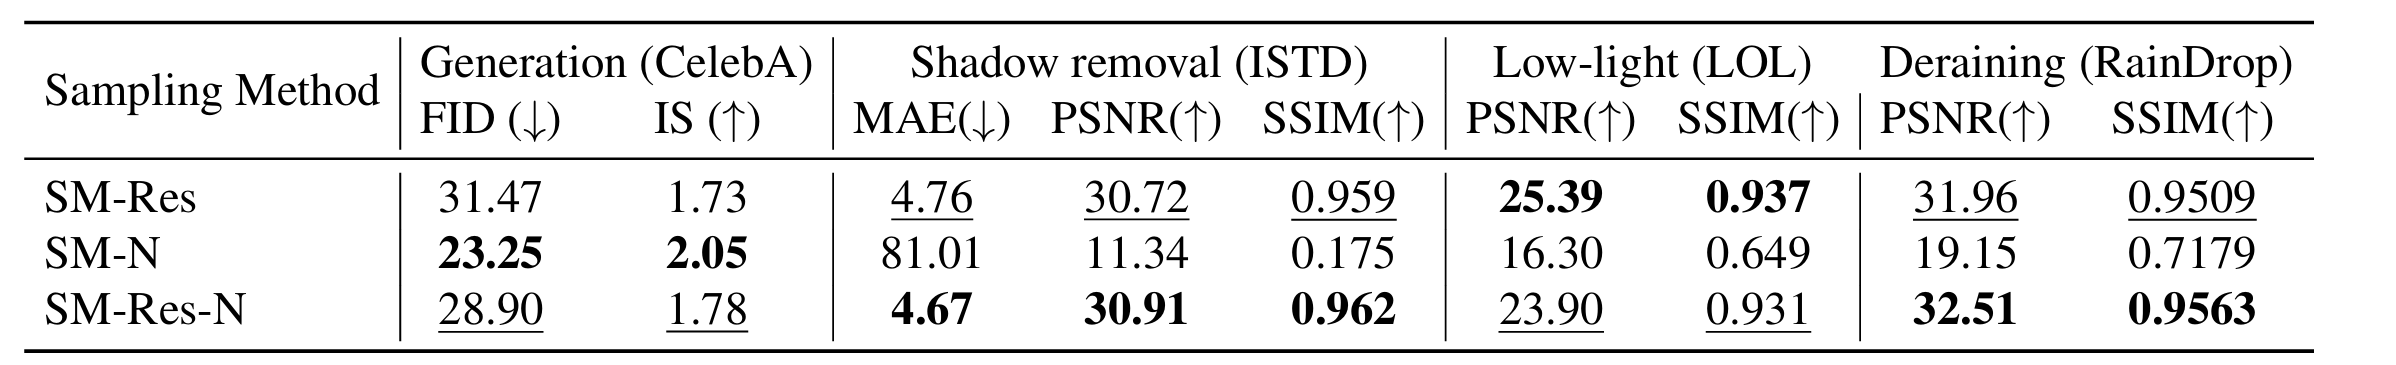 Sampling Method Generation (CelebA) Shadow removal (ISTD) Low-light (LOL) Deraining (RainDrop)
FID (↓) IS (↑) MAE(↓) PSNR(↑) SSIM(↑) PSNR(↑) SSIM(↑) PSNR(↑) SSIM(↑)
SM-Res 31.47 1.73 4.76 30.72 0.959 25.39 0.937 31.96 0.9509
SM-N 23.25 2.05 81.01 11.34 0.175 16.30 0.649 19.15 0.7179
SM-Res-N 28.90 1.78 4.67 30.91 0.962 23.90 0.931 32.51 0.9563